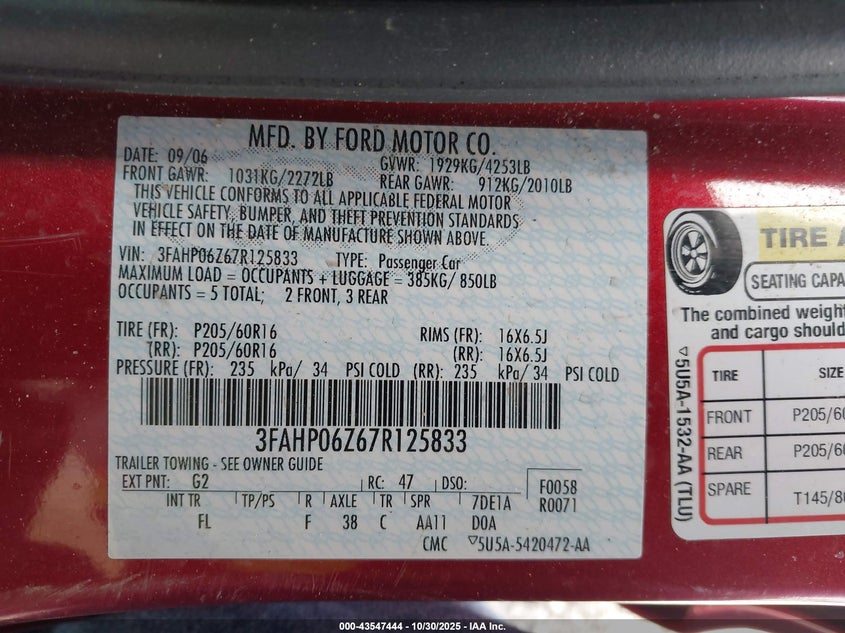 MFD. BY FORD MOTOR CO.
DATE: 09/06 GVWR: 1929KG/4253LB
FRONT GAWR: 1031KG/2272LB REAR GAWR: 912KG/2010LB
THIS VEHICLE CONFORMS TO ALL APPLICABLE FEDERAL MOTOR
VEHICLE SAFETY, BUMPER, AND THEFT PREVENTION STANDARDS
IN EFFECT ON THE DATE OF MANUFACTURE SHOWN ABOVE.
VIN: 3FAHP06Z67R125833 TYPE: Passenger Car
MAXIMUM LOAD = OCCUPANTS + LUGGAGE = 385KG/ 850LB
OCCUPANTS = 5 TOTAL; 2 FRONT, 3 REAR
TIRE (FR): P205/60R16 RIMS (FR): 16X6.5J
(RR): P205/60R16 (RR): 16X6.5J
PRESSURE (FR): 235 kPa/ 34 PSI COLD (RR): 235 kPa/ 34 PSI COLD
3FAHP06Z67R125833
TRAILER TOWING - SEE OWNER GUIDE
EXT PNT: G2 RC: 47 DSO: F0058
INT TR TP/PS R AXLE TR SPR 7DE1A R0071
FL F 38 C AA11 D0A
CMC ▽5U5A-5420472-AA
TIRE A
SEATING CAPA
The combined weight
and cargo should
TIRE SIZE
FRONT P205/60
REAR P205/60
SPARE T145/80
▽5U5A-1532-AA (TLU)
000-43547444 | 10/30/2025 | IAA Inc.